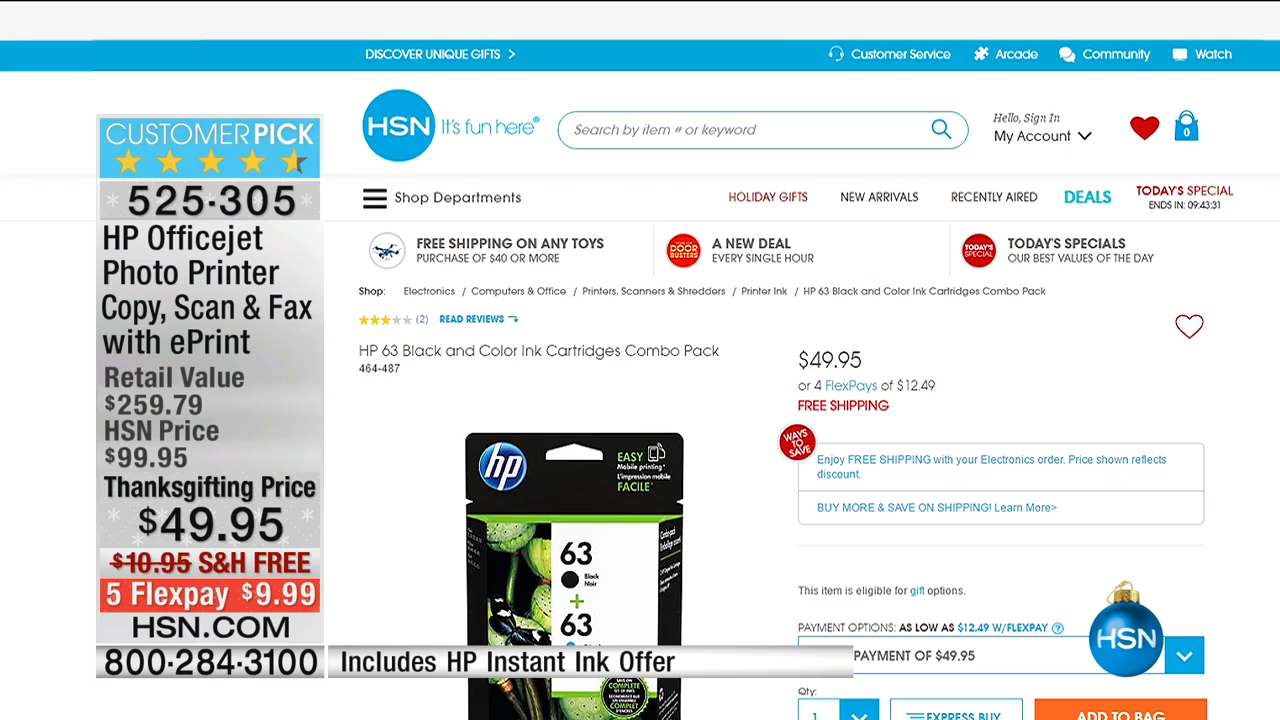 DISCOVER UNIQUE GIFTS >
Customer Service
Arcade
Community
Watch
HSN It's fun here®
Search by item # or keyword
Hello, Sign In
My Account
0
Shop Departments
HOLIDAY GIFTS
NEW ARRIVALS
RECENTLY AIRED
DEALS
TODAY'S SPECIAL
ENDS IN: 09:43:31
FREE SHIPPING ON ANY TOYS
PURCHASE OF $40 OR MORE
DOOR BUSTERS
A NEW DEAL
EVERY SINGLE HOUR
TODAY'S SPECIAL
TODAY'S SPECIALS
OUR BEST VALUES OF THE DAY
Shop: Electronics / Computers & Office / Printers, Scanners & Shredders / Printer Ink / HP 63 Black and Color Ink Cartridges Combo Pack
(2) READ REVIEWS
HP 63 Black and Color Ink Cartridges Combo Pack
464-487
$49.95
or 4 FlexPays of $12.49
FREE SHIPPING
WAYS TO SAVE
Enjoy FREE SHIPPING with your Electronics order. Price shown reflects
discount.
BUY MORE & SAVE ON SHIPPING! Learn More>
This item is eligible for gift options.
PAYMENT OPTIONS: AS LOW AS $12.49 W/FLEXPAY ?
PAYMENT OF $49.95
Qty:
1
EXPRESS BUY
ADD TO BAG
HSN
hp
EASY
Mobile printing*
L'impression mobile
FACILE*
63
Black
Noir
+
63
CUSTOMER PICK
525-305
HP Officejet
Photo Printer
Copy, Scan & Fax
with ePrint
Retail Value
$259.79
HSN Price
$99.95
Thanksgifting Price
$49.95
$10.95 S&H FREE
5 Flexpay $9.99
HSN.COM
800-284-3100
Includes HP Instant Ink Offer